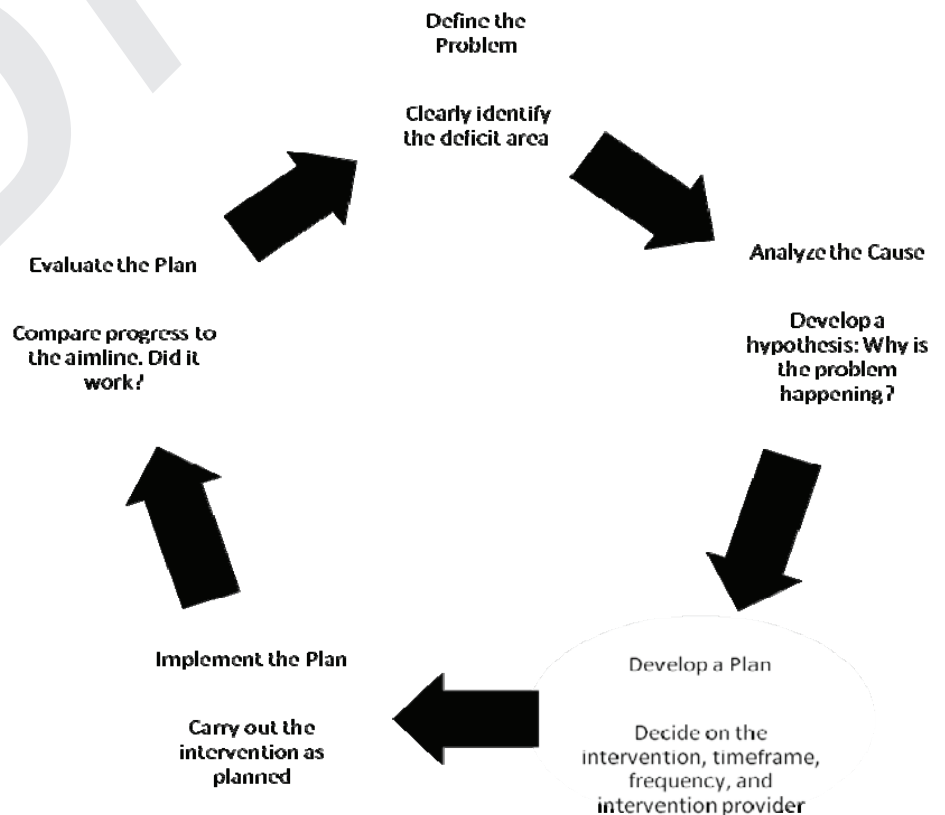 Define the
Problem
Clearly identify
the deficit area
Analyze the Cause
Develop a
hypothesis: Why is
the problem
happening?
Develop a Plan
Decide on the
intervention, timeframe,
frequency, and
intervention provider
Implement the Plan
Carry out the
intervention as
planned
Evaluate the Plan
Compare progress to
the aimline. Did it
work?